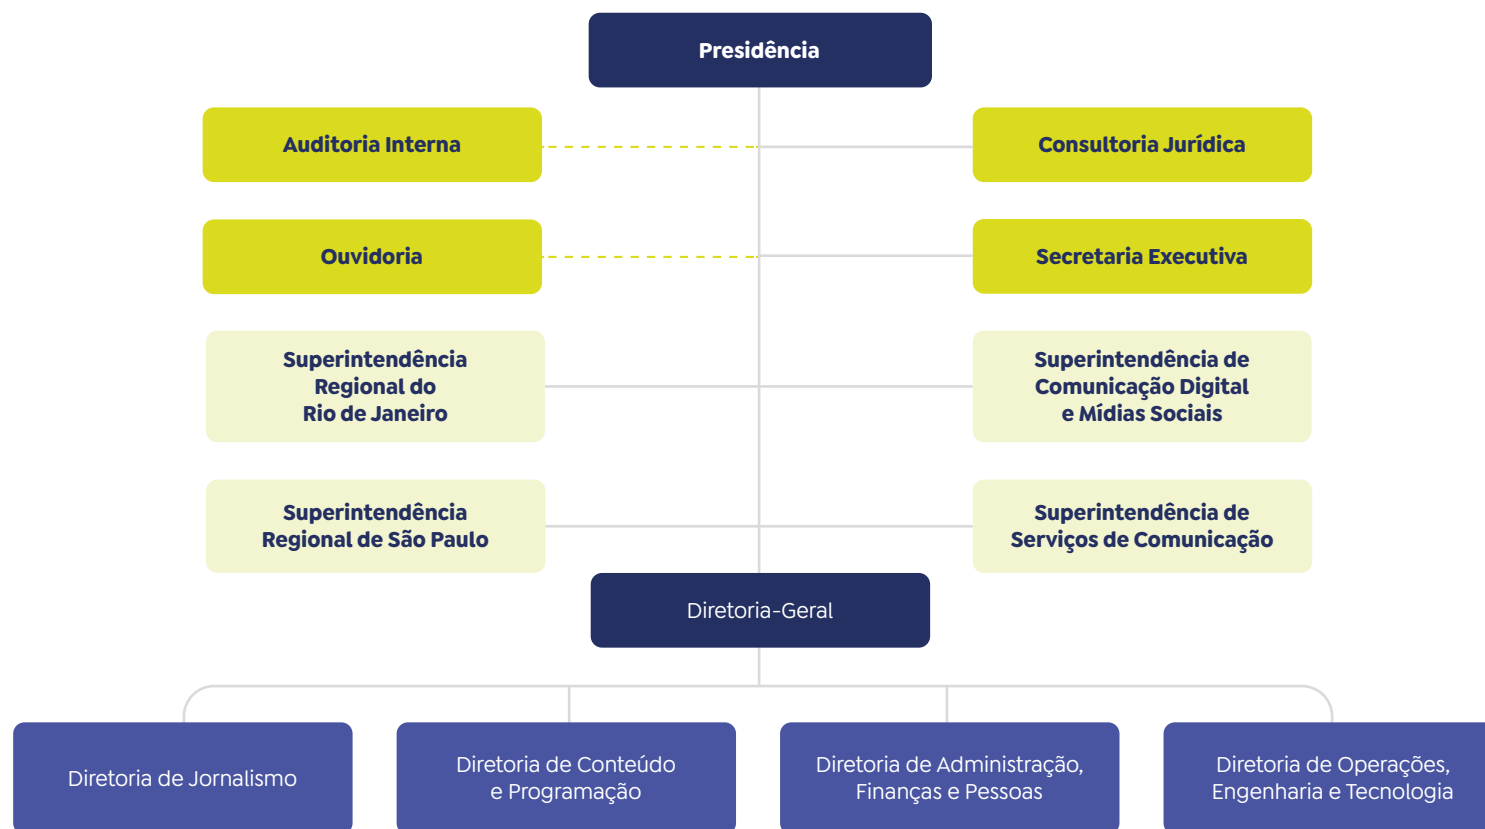 Presidência
Auditoria Interna
Consultoria Jurídica
Ouvidoria
Secretaria Executiva
Superintendência
Regional do
Rio de Janeiro
Superintendência de
Comunicação Digital
e Mídias Sociais
Superintendência
Regional de São Paulo
Superintendência de
Serviços de Comunicação
Diretoria-Geral
Diretoria de Jornalismo
Diretoria de Conteúdo
e Programação
Diretoria de Administração,
Finanças e Pessoas
Diretoria de Operações,
Engenharia e Tecnologia